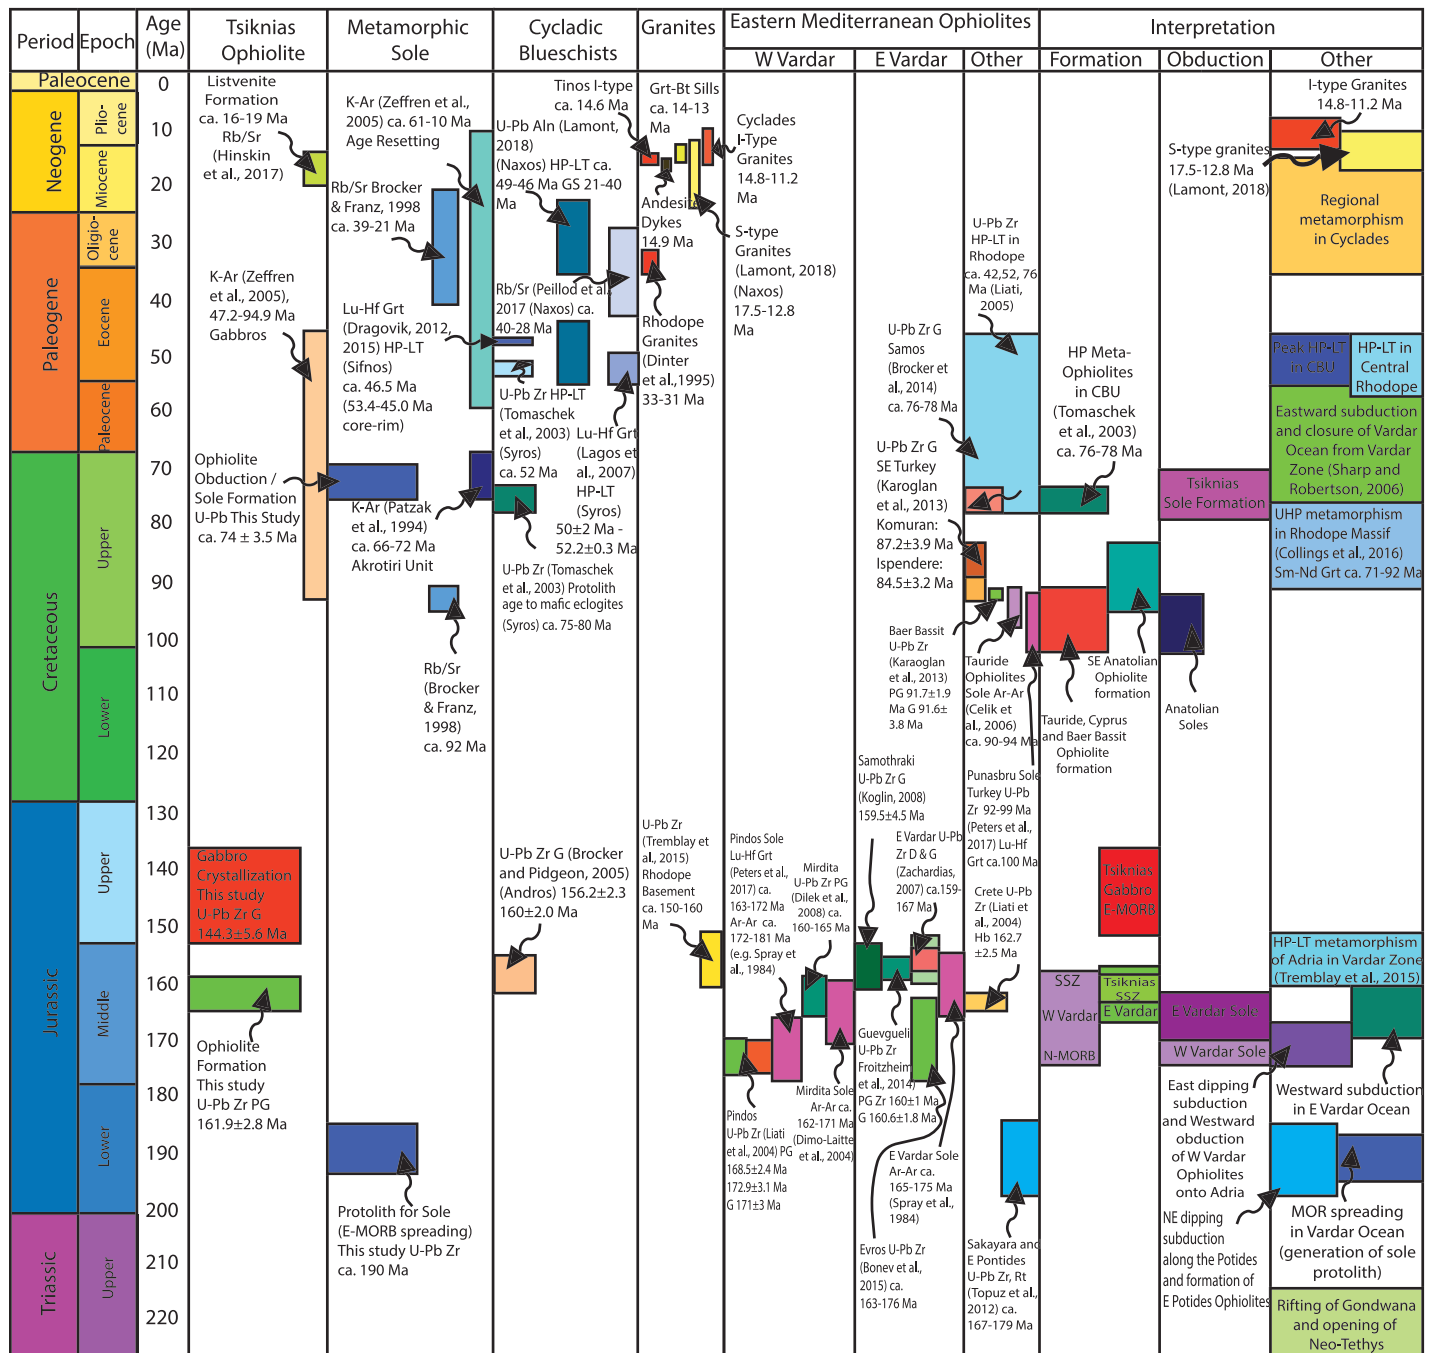 Period
Epoch
Age
(Ma)
Tsiknias
Ophiolite
Metamorphic
Sole
Cycladic
Blueschists
Granites
Eastern Mediterranean Ophiolites
W Vardar
E Vardar
Other
Interpretation
Formation
Obduction
Other
Paleocene
Neogene
Plio-
cene
Miocene
Paleogene
Oligio-
cene
Eocene
Paleocene
Cretaceous
Upper
Lower
Jurassic
Upper
Middle
Lower
Triassic
Upper
0
10
20
30
40
50
60
70
80
90
100
110
120
130
140
150
160
170
180
190
200
210
220
Listvenite
Formation
ca. 16-19 Ma
Rb/Sr
(Hinskin
et al., 2017)
K-Ar (Zeffren
et al., 2005),
47.2-94.9 Ma
Gabbros
Ophiolite
Obduction /
Sole Formation
U-Pb This Study
ca. 74 ± 3.5 Ma
Gabbro
Crystallization
This study
U-Pb Zr G
144.3±5.6 Ma
Ophiolite
Formation
This study
U-Pb Zr PG
161.9±2.8 Ma
K-Ar (Zeffren et al.,
2005) ca. 61-10 Ma
Age Resetting
Rb/Sr Brocker
& Franz, 1998
ca. 39-21 Ma
Lu-Hf Grt
(Dragovik, 2012,
2015) HP-LT
(Sifnos)
ca. 46.5 Ma
(53.4-45.0 Ma
core-rim)
K-Ar (Patzak
et al., 1994)
ca. 66-72 Ma
Akrotiri Unit
Rb/Sr
(Brocker
& Franz,
1998)
ca. 92 Ma
Protolith for Sole
(E-MORB spreading)
This study U-Pb Zr
ca. 190 Ma
Tinos I-type
ca. 14.6 Ma
U-Pb Aln (Lamont,
2018)
(Naxos) HP-LT ca.
49-46 Ma GS 21-40
Ma
Rb/Sr (Peillod et al.,
2017 (Naxos) ca.
40-28 Ma
U-Pb Zr HP-LT
(Tomaschek
et al., 2003)
(Syros)
ca. 52 Ma
Lu-Hf Grt
(Lagos et
al., 2007)
HP-LT
(Syros)
50±2 Ma -
52.2±0.3 Ma
U-Pb Zr (Tomaschek
et al., 2003) Protolith
age to mafic eclogites
(Syros) ca. 75-80 Ma
U-Pb Zr G (Brocker
and Pidgeon, 2005)
(Andros) 156.2±2.3
160±2.0 Ma
Grt-Bt Sills
ca. 14-13
Ma
Cyclades
I-Type
Granites
14.8-11.2
Ma
Andesite
Dykes
14.9 Ma
S-type
Granites
(Lamont, 2018)
(Naxos)
17.5-12.8
Ma
Rhodope
Granites
(Dinter
et al.,1995)
33-31 Ma
U-Pb Zr
(Tremblay et
al., 2015)
Rhodope
Basement
ca. 150-160
Ma
Pindos Sole
Lu-Hf Grt
(Peters et al.,
2017) ca.
163-172 Ma
Ar-Ar ca.
172-181 Ma
(e.g. Spray et
al., 1984)
Mirdita
U-Pb Zr PG
(Dilek et al.,
2008) ca.
160-165 Ma
Pindos
U-Pb Zr (Liati
et al., 2004) PG
168.5±2.4 Ma
172.9±3.1 Ma
G 171±3 Ma
Mirdita Sole
Ar-Ar ca.
162-171 Ma
(Dimo-Laitte
et al., 2004)
U-Pb Zr G
Samos
(Brocker et
al., 2014)
ca. 76-78 Ma
U-Pb Zr G
SE Turkey
(Karoglan
et al., 2013)
Komuran:
87.2±3.9 Ma
Ispendere:
84.5±3.2 Ma
Baer Bassit
U-Pb Zr
(Karaoglan
et al., 2013)
PG 91.7±1.9
Ma G 91.6±
3.8 Ma
Samothraki
U-Pb Zr G
(Koglin, 2008)
159.5±4.5 Ma
E Vardar U-Pb
Zr D & G
(Zachardias,
2007) ca.159-
167 Ma
Guevgueli
U-Pb Zr
Froitzheim
et al., 2014)
PG Zr 160±1 Ma
G 160.6±1.8 Ma
E Vardar Sole
Ar-Ar ca.
165-175 Ma
(Spray et al.,
1984)
Evros U-Pb Zr
(Bonev et al.,
2015) ca.
163-176 Ma
U-Pb Zr
HP-LT in
Rhodope
ca. 42,52, 76
Ma (Liati,
2005)
Tauride
Ophiolites
Sole Ar-Ar
(Celik et
al., 2006)
ca. 90-94 Ma
Punasbru Sole
Turkey U-Pb
Zr 92-99 Ma
(Peters et al.,
2017) Lu-Hf
Grt ca.100 Ma
Crete U-Pb
Zr (Liati et
al., 2004)
Hb 162.7
±2.5 Ma
Sakayara and
E Pontides
U-Pb Zr, Rt
(Topuz et al.,
2012) ca.
167-179 Ma
HP Meta-
Ophiolites
in CBU
(Tomaschek
et al., 2003)
ca. 76-78 Ma
SE Anatolian
Ophiolite
formation
Tauride, Cyprus
and Baer Bassit
Ophiolite
formation
Tsiknias
Gabbro
E-MORB
SSZ
W Vardar
N-MORB
Tsiknias
SSZ
E Vardar
Tsiknias
Sole Formation
Anatolian
Soles
E Vardar Sole
W Vardar Sole
East dipping
subduction
and Westward
obduction
of W Vardar
Ophiolites
onto Adria
NE dipping
subduction
along the Potides
and formation of
E Potides Ophiolites
I-type Granites
14.8-11.2 Ma
S-type granites
17.5-12.8 Ma
(Lamont, 2018)
Regional
metamorphism
in Cyclades
Peak HP-LT
in CBU
HP-LT in
Central
Rhodope
Eastward subduction
and closure of Vardar
Ocean from Vardar
Zone (Sharp and
Robertson, 2006)
UHP metamorphism
in Rhodope Massif
(Collings et al., 2016)
Sm-Nd Grt ca. 71-92 Ma
HP-LT metamorphism
of Adria in Vardar Zone
(Tremblay et al., 2015)
Westward subduction
in E Vardar Ocean
MOR spreading
in Vardar Ocean
(generation of sole
protolith)
Rifting of Gondwana
and opening of
Neo-Tethys